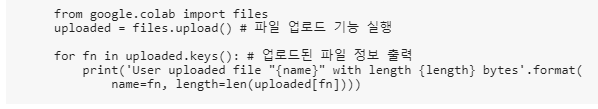 from google.colab import files
uploaded = files.upload() # 파일 업로드 기능 실행
for fn in uploaded.keys(): # 업로드된 파일 정보 출력
print('User uploaded file "{name}" with length {length} bytes'.format(
name=fn, length=len(uploaded[fn])))